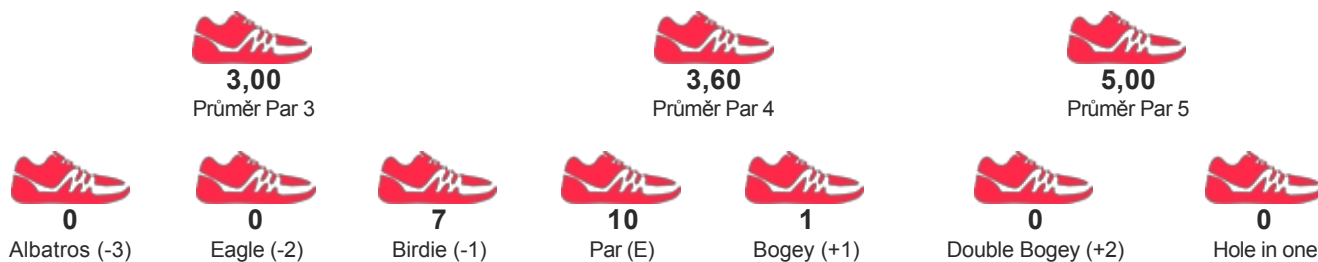 3,00 3,60 5,00
Průměr Par 3 Průměr Par 4 Průměr Par 5
0 0 7 10 1 0 0
Albatros (-3) Eagle (-2) Birdie (-1) Par (E) Bogey (+1) Double Bogey (+2) Hole in one